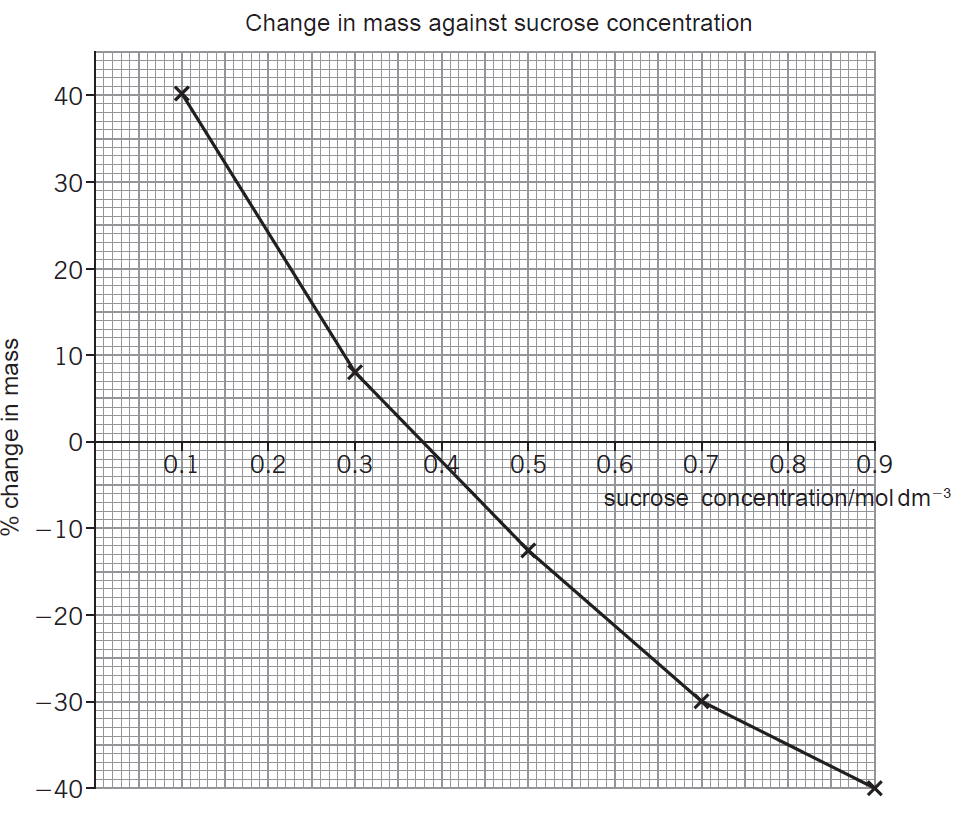 Change in mass against sucrose concentration
40
30
20
10
0
−10
−20
−30
−40
% change in mass
0.1 0.2 0.3 0.4 0.5 0.6 0.7 0.8 0.9
sucrose concentration/mol dm⁻³